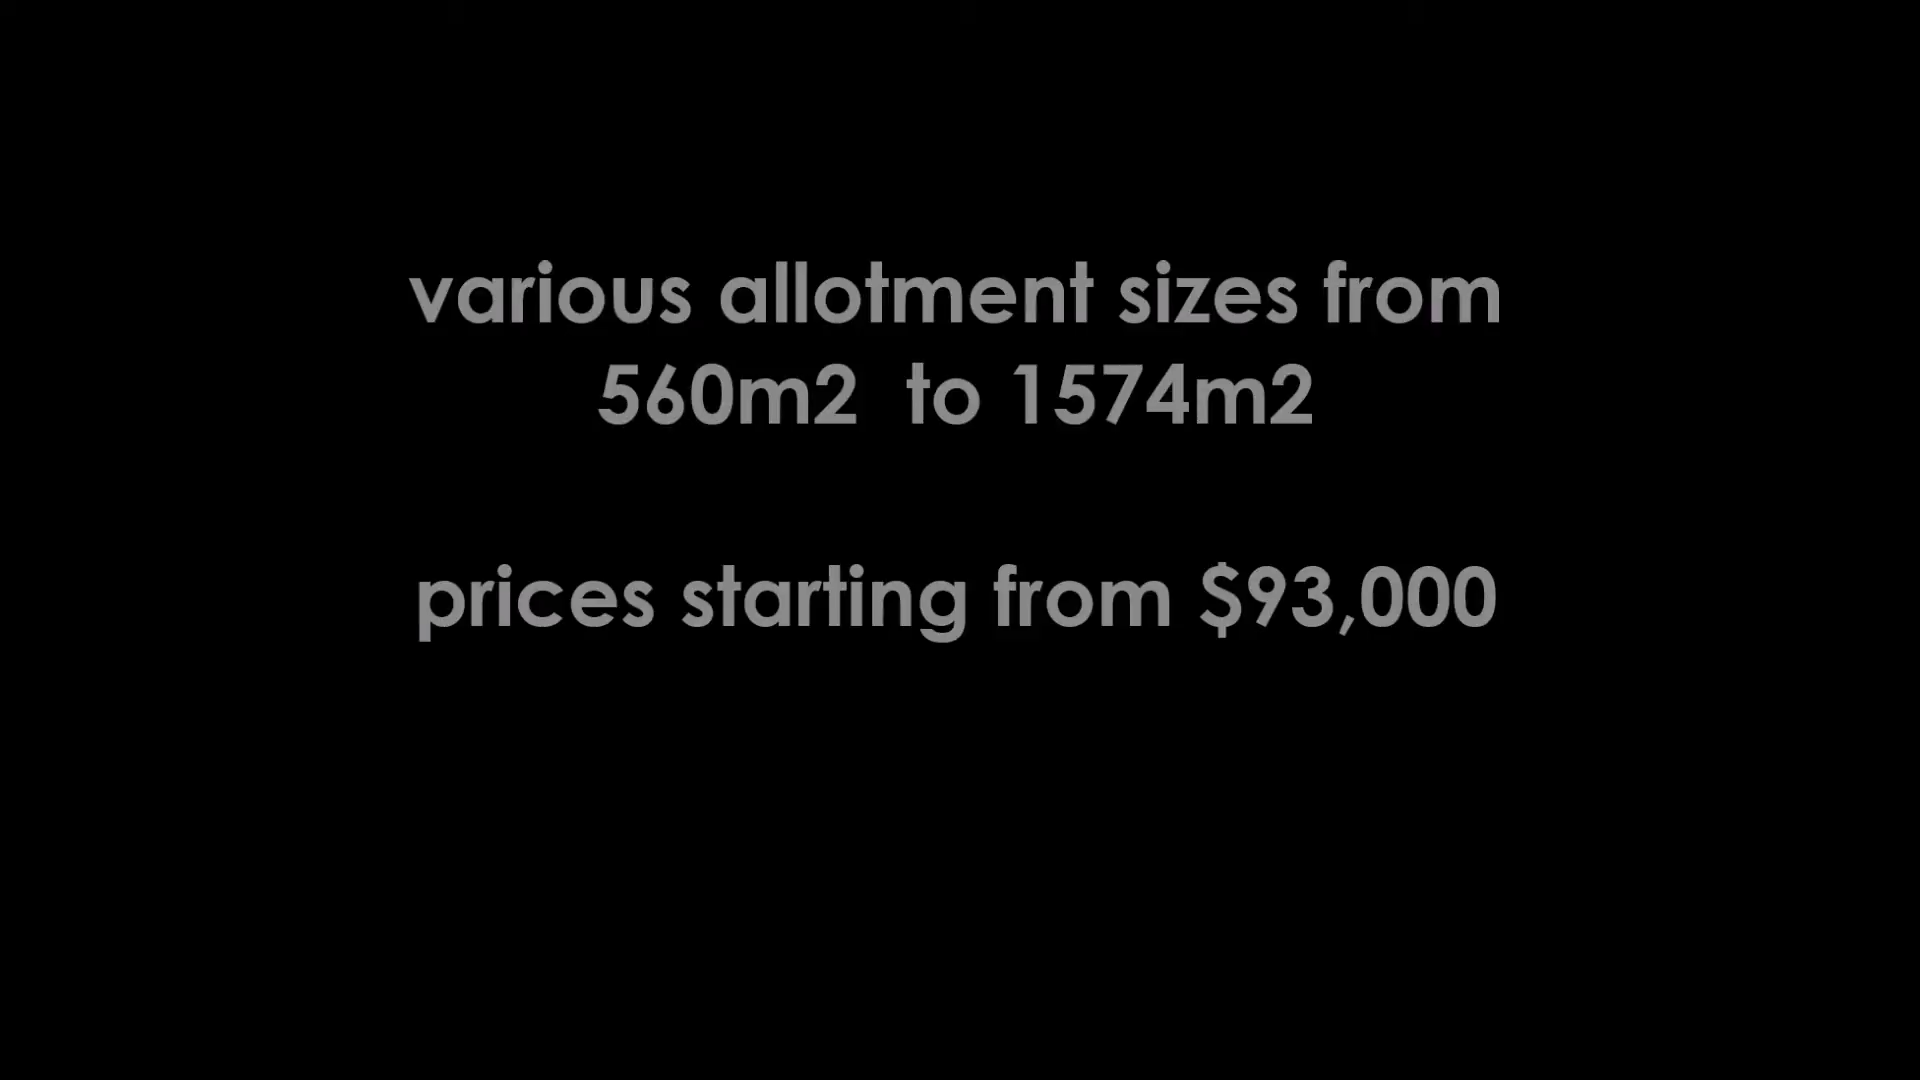 various allotment sizes from
560m2  to 1574m2
prices starting from $93,000